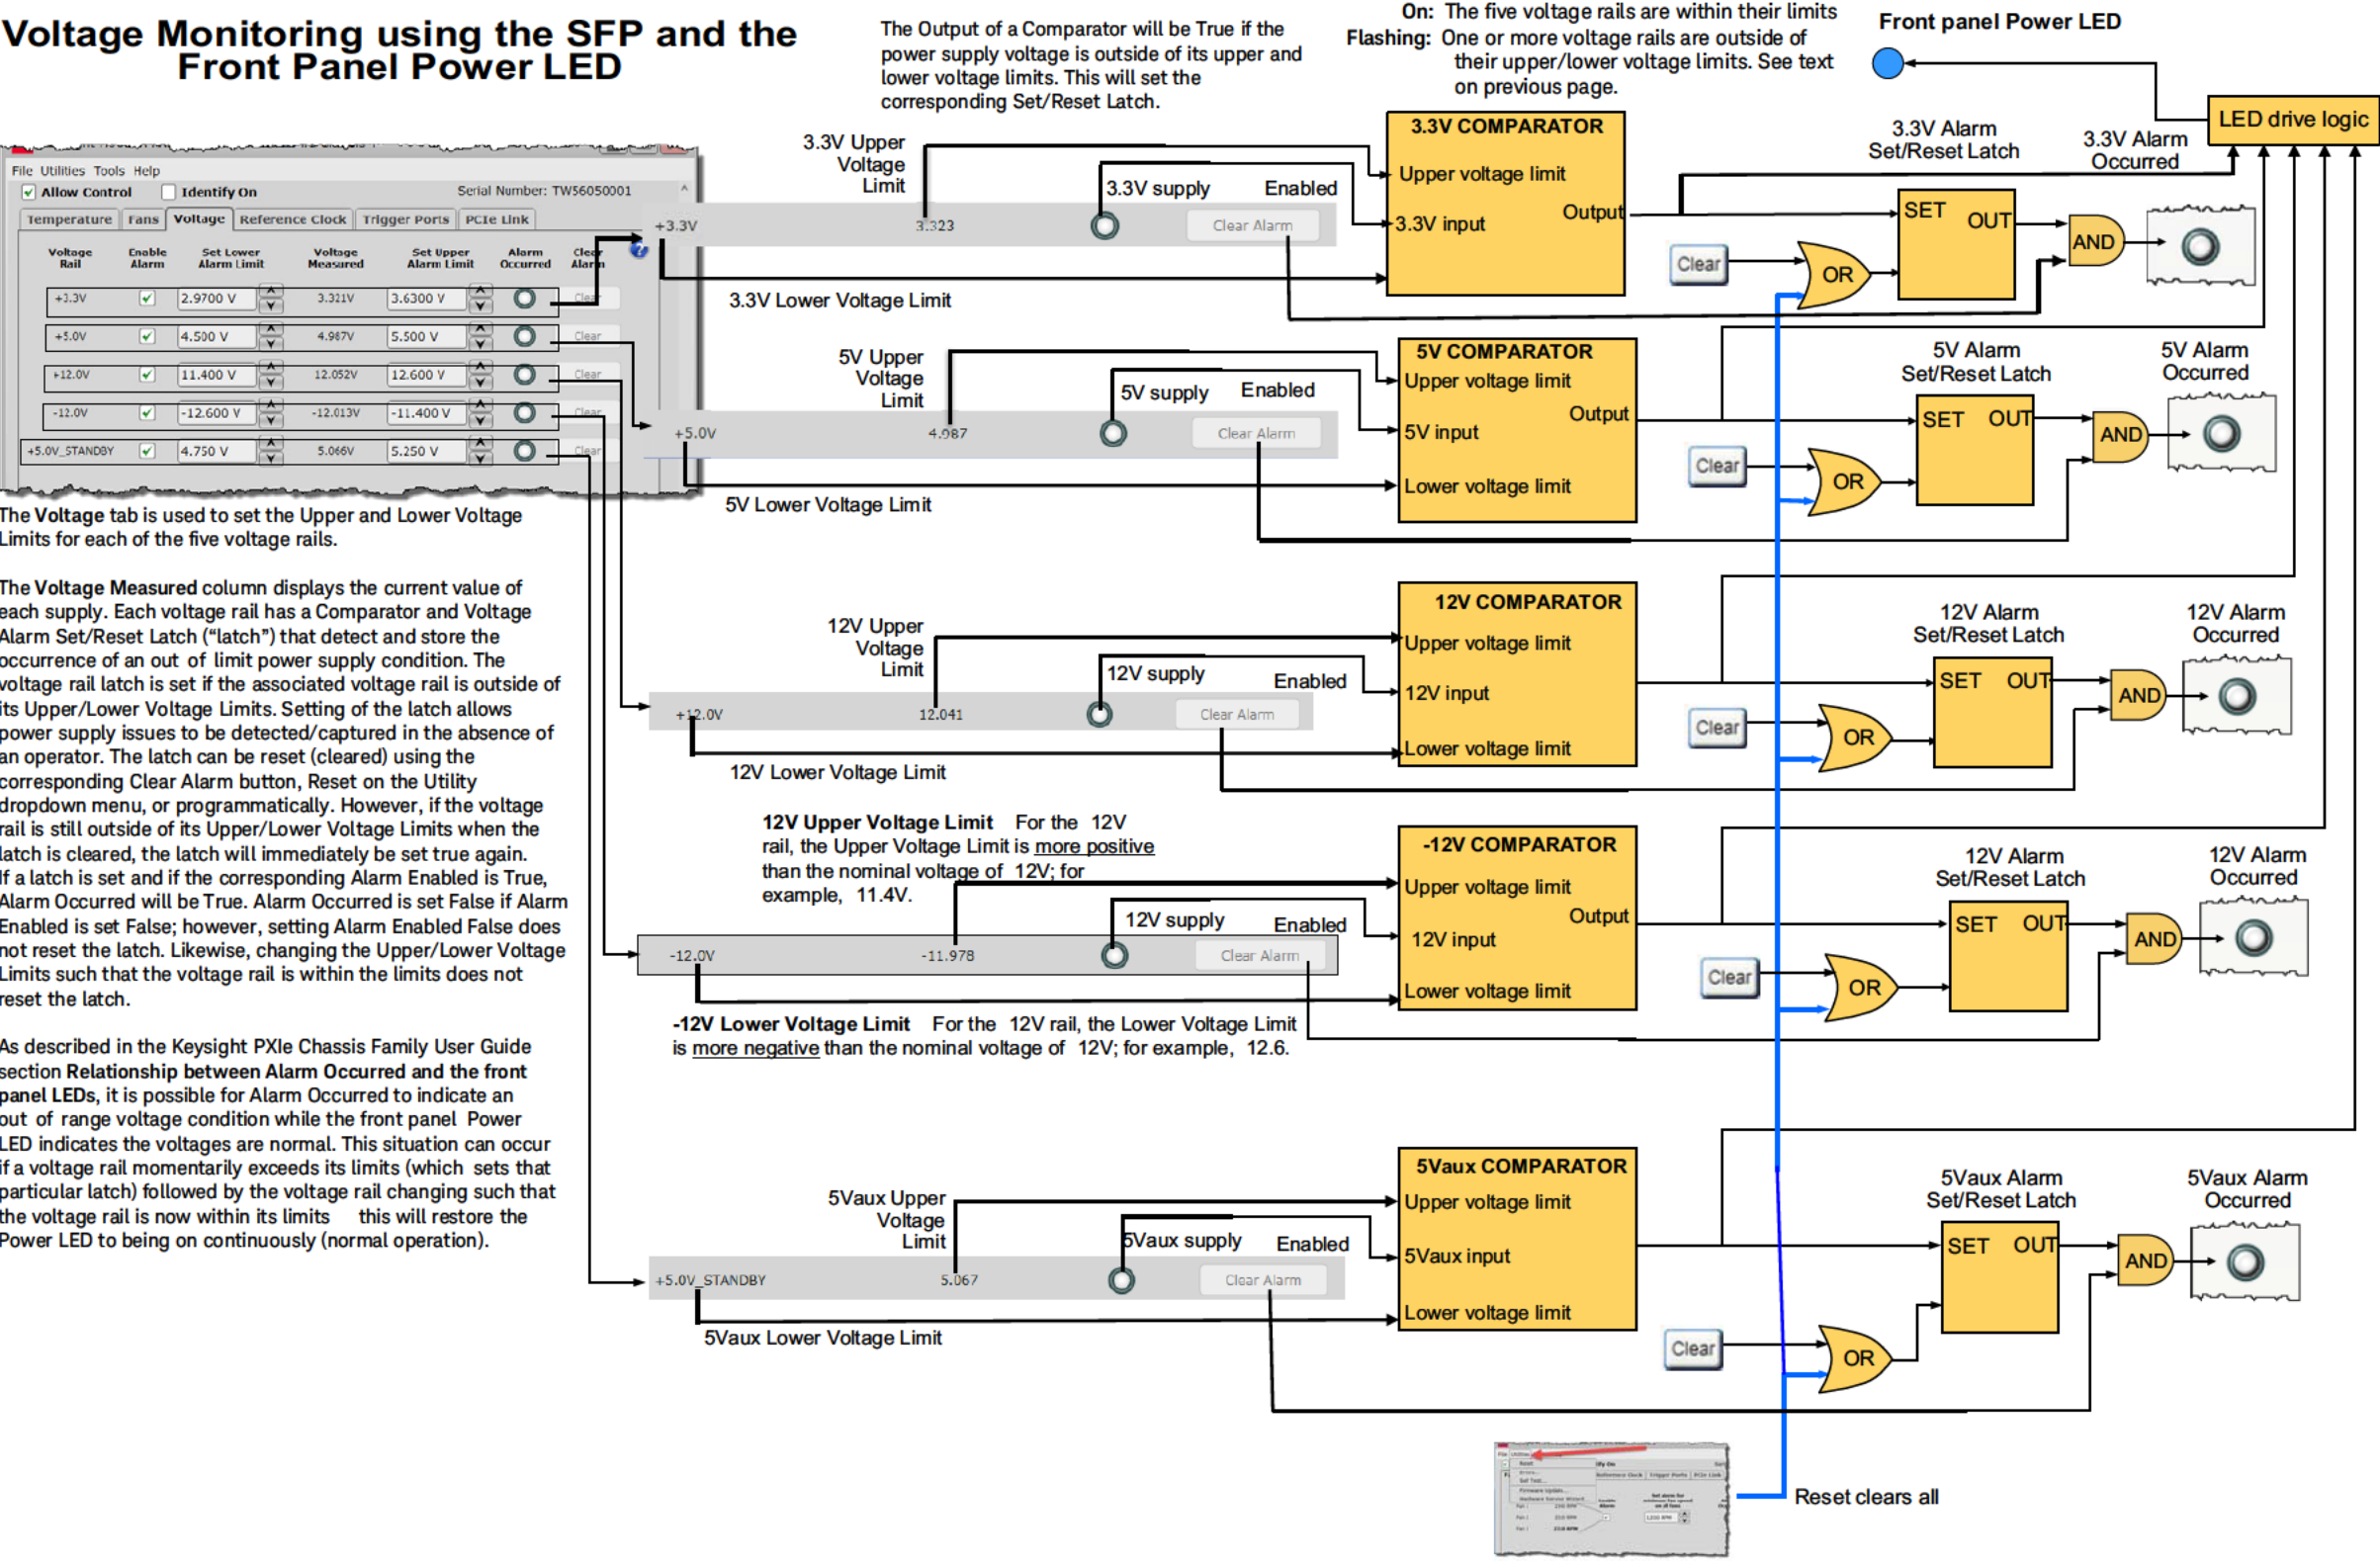 Voltage Monitoring using the SFP and the
Front Panel Power LED
The Output of a Comparator will be True if the
power supply voltage is outside of its upper and
lower voltage limits. This will set the
corresponding Set/Reset Latch.
On: The five voltage rails are within their limits
Flashing: One or more voltage rails are outside of
their upper/lower voltage limits. See text
on previous page.
Front panel Power LED
LED drive logic
File Utilities Tools Help
Allow Control Identify On Serial Number: TW56050001
Temperature Fans Voltage Reference Clock Trigger Ports PCIe Link
Voltage Rail
Enable Alarm
Set Lower Alarm Limit
Voltage Measured
Set Upper Alarm Limit
Alarm Occurred
Clear Alarm
+3.3V 2.9700 V 3.321V 3.6300 V Clear
+5.0V 4.500 V 4.987V 5.500 V Clear
+12.0V 11.400 V 12.052V 12.600 V Clear
-12.0V -12.600 V -12.013V -11.400 V Clear
+5.0V_STANDBY 4.750 V 5.066V 5.250 V Clear
The Voltage tab is used to set the Upper and Lower Voltage
Limits for each of the five voltage rails.
The Voltage Measured column displays the current value of
each supply. Each voltage rail has a Comparator and Voltage
Alarm Set/Reset Latch (“latch”) that detect and store the
occurrence of an out of limit power supply condition. The
voltage rail latch is set if the associated voltage rail is outside of
its Upper/Lower Voltage Limits. Setting of the latch allows
power supply issues to be detected/captured in the absence of
an operator. The latch can be reset (cleared) using the
corresponding Clear Alarm button, Reset on the Utility
dropdown menu, or programmatically. However, if the voltage
rail is still outside of its Upper/Lower Voltage Limits when the
latch is cleared, the latch will immediately be set true again.
If a latch is set and if the corresponding Alarm Enabled is True,
Alarm Occurred will be True. Alarm Occurred is set False if Alarm
Enabled is set False; however, setting Alarm Enabled False does
not reset the latch. Likewise, changing the Upper/Lower Voltage
Limits such that the voltage rail is within the limits does not
reset the latch.
As described in the Keysight PXIe Chassis Family User Guide
section Relationship between Alarm Occurred and the front
panel LEDs, it is possible for Alarm Occurred to indicate an
out of range voltage condition while the front panel Power
LED indicates the voltages are normal. This situation can occur
if a voltage rail momentarily exceeds its limits (which sets that
particular latch) followed by the voltage rail changing such that
the voltage rail is now within its limits this will restore the
Power LED to being on continuously (normal operation).
3.3V Upper
Voltage
Limit
3.3V supply
Enabled
+3.3V 3.323 Clear Alarm
3.3V Lower Voltage Limit
3.3V COMPARATOR
Upper voltage limit
Output
3.3V input
3.3V Alarm
Set/Reset Latch
3.3V Alarm
Occurred
SET OUT
AND
Clear
OR
5V Upper
Voltage
Limit
5V supply
Enabled
+5.0V 4.987 Clear Alarm
5V Lower Voltage Limit
5V COMPARATOR
Upper voltage limit
Output
5V input
Lower voltage limit
5V Alarm
Set/Reset Latch
5V Alarm
Occurred
SET OUT
AND
Clear
OR
12V Upper
Voltage
Limit
12V supply
Enabled
+12.0V 12.041 Clear Alarm
12V Lower Voltage Limit
12V COMPARATOR
Upper voltage limit
12V input
Lower voltage limit
12V Alarm
Set/Reset Latch
12V Alarm
Occurred
SET OUT
AND
Clear
OR
12V Upper Voltage Limit For the 12V
rail, the Upper Voltage Limit is more positive
than the nominal voltage of 12V; for
example, 11.4V.
12V supply
Enabled
-12.0V -11.978 Clear Alarm
-12V Lower Voltage Limit For the 12V rail, the Lower Voltage Limit
is more negative than the nominal voltage of 12V; for example, 12.6.
-12V COMPARATOR
Upper voltage limit
Output
12V input
Lower voltage limit
12V Alarm
Set/Reset Latch
12V Alarm
Occurred
SET OUT
AND
Clear
OR
5Vaux Upper
Voltage
Limit
5Vaux supply
Enabled
+5.0V_STANDBY 5.067 Clear Alarm
5Vaux Lower Voltage Limit
5Vaux COMPARATOR
Upper voltage limit
5Vaux input
Lower voltage limit
5Vaux Alarm
Set/Reset Latch
5Vaux Alarm
Occurred
SET OUT
AND
Clear
OR
Reset
Reference Clock Trigger Ports PCIe Link
Reset clears all